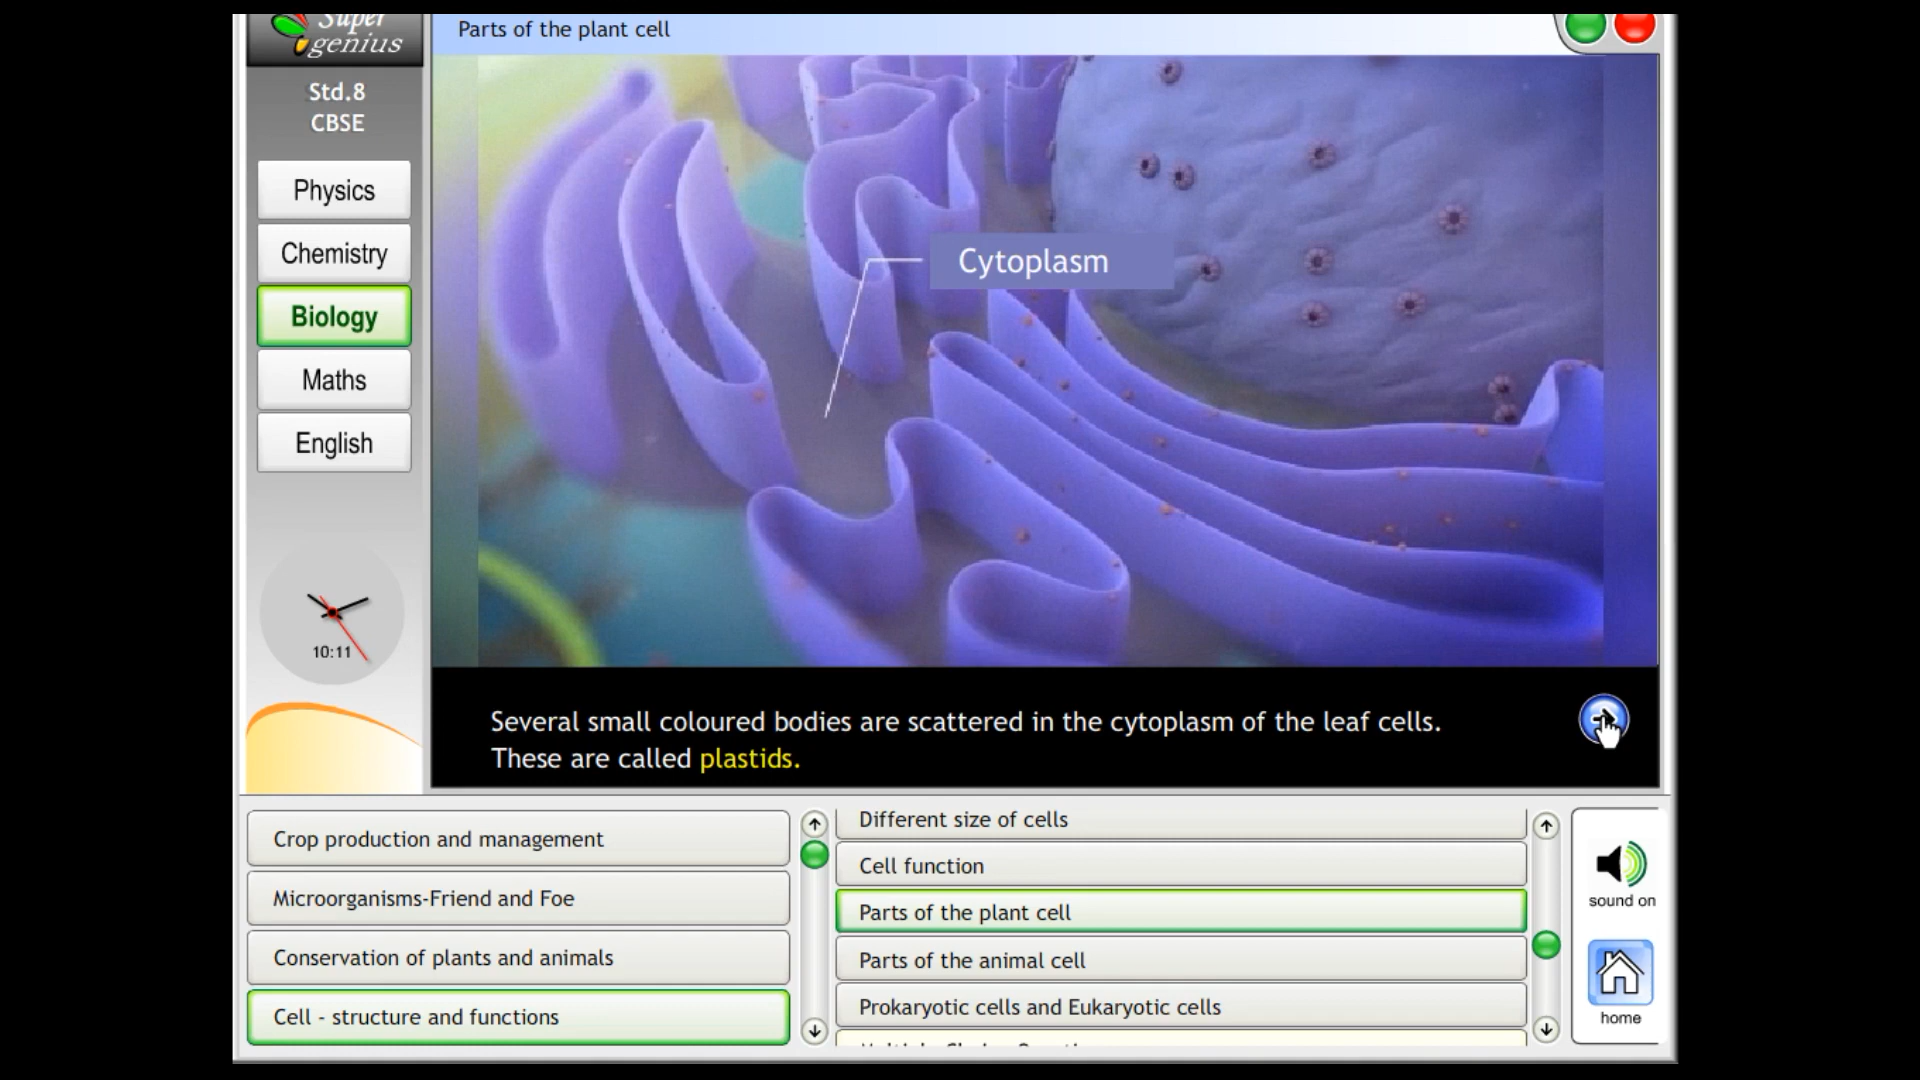 Super
genius
Parts of the plant cell
Std.8
CBSE
Physics
Chemistry
Biology
Maths
English
10:11
Cytoplasm
Several small coloured bodies are scattered in the cytoplasm of the leaf cells.
These are called plastids.
Crop production and management
Microorganisms-Friend and Foe
Conservation of plants and animals
Cell - structure and functions
Different size of cells
Cell function
Parts of the plant cell
Parts of the animal cell
Prokaryotic cells and Eukaryotic cells
sound on
home